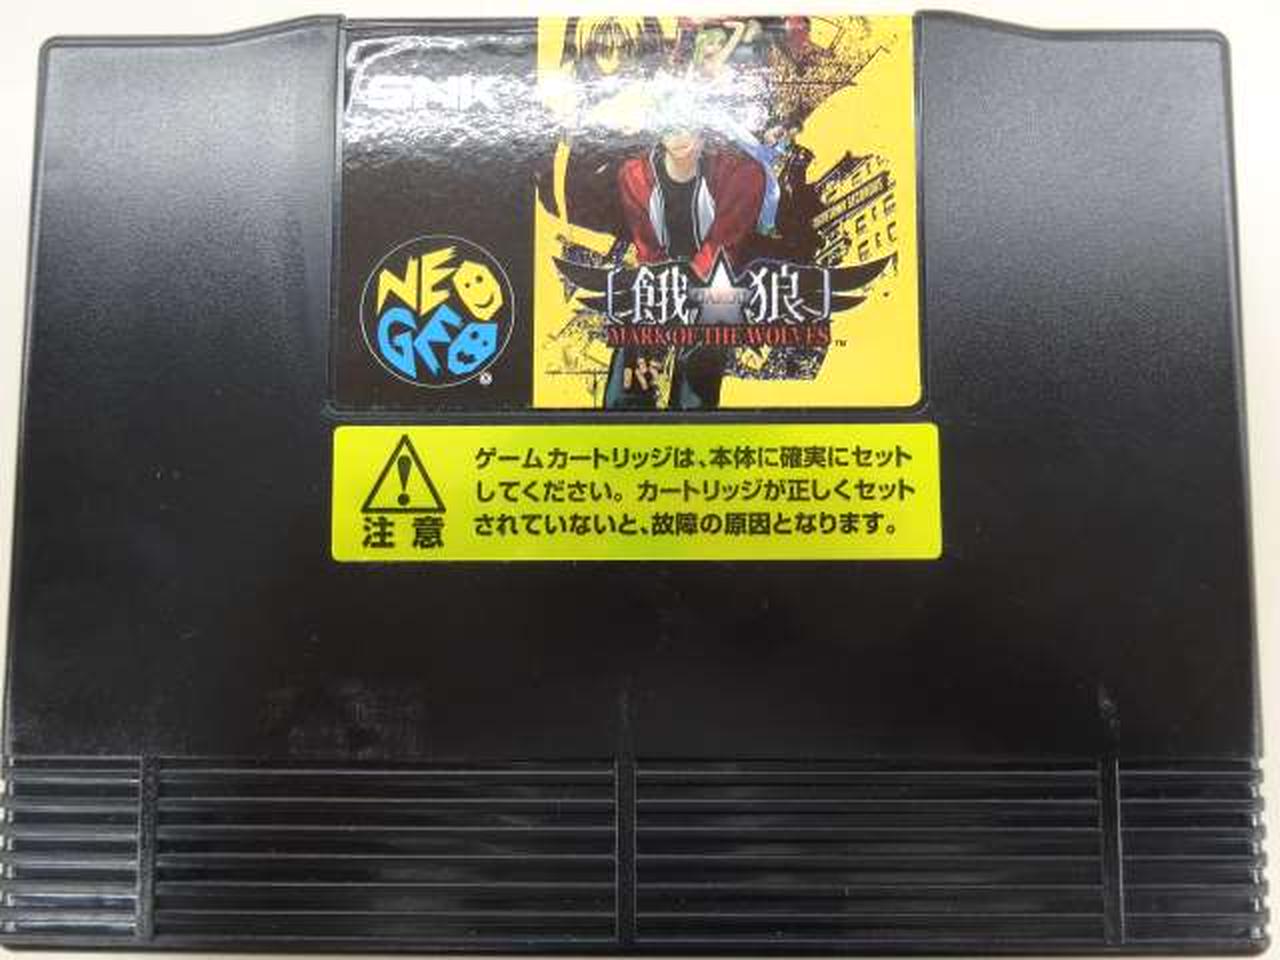 SNK
NEO
GEO
餓 狼
MARK OF THE WOLVES
TM
ゲームカートリッジは、本体に確実にセット
してください。カートリッジが正しくセット
されていないと、故障の原因となります。
注意